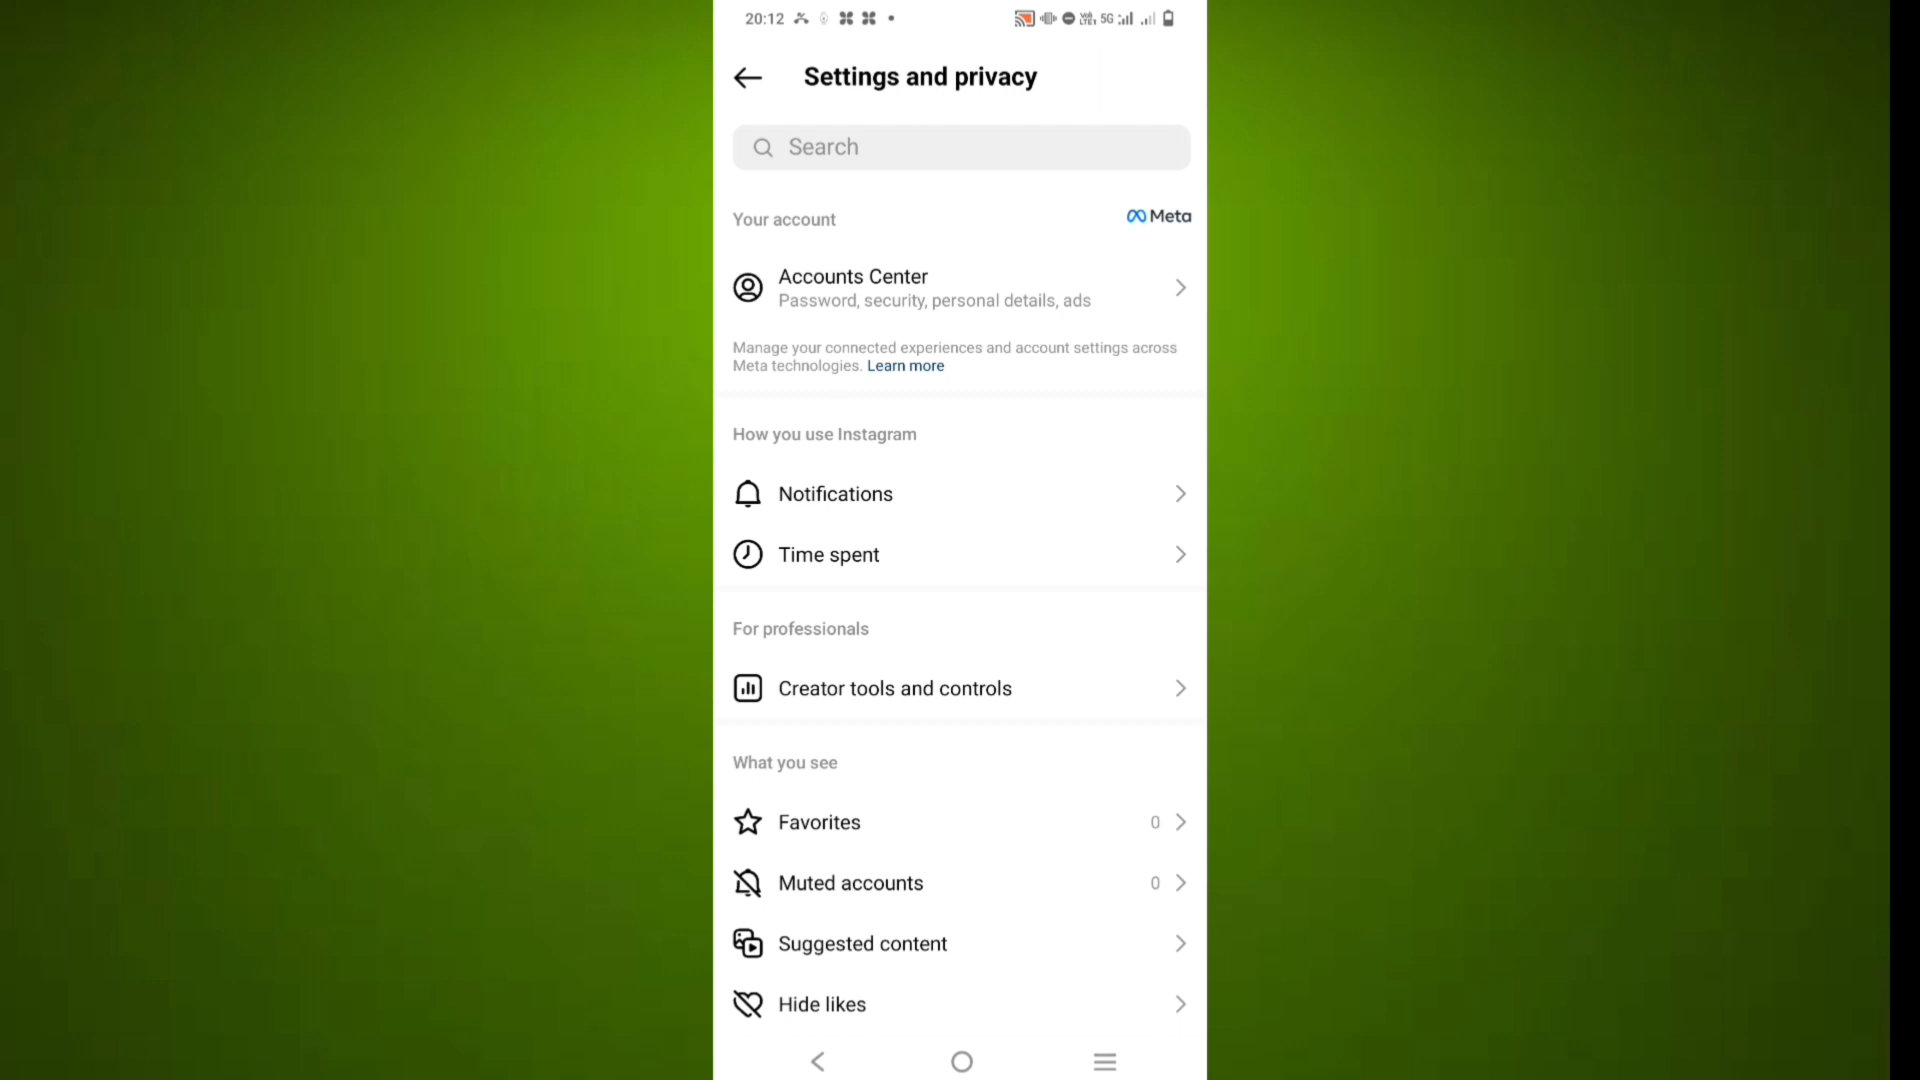 20:12
5G
Settings and privacy
Search
Your account
Meta
Accounts Center
Password, security, personal details, ads
Manage your connected experiences and account settings across
Meta technologies. Learn more
How you use Instagram
Notifications
Time spent
For professionals
Creator tools and controls
What you see
Favorites 0
Muted accounts 0
Suggested content
Hide likes